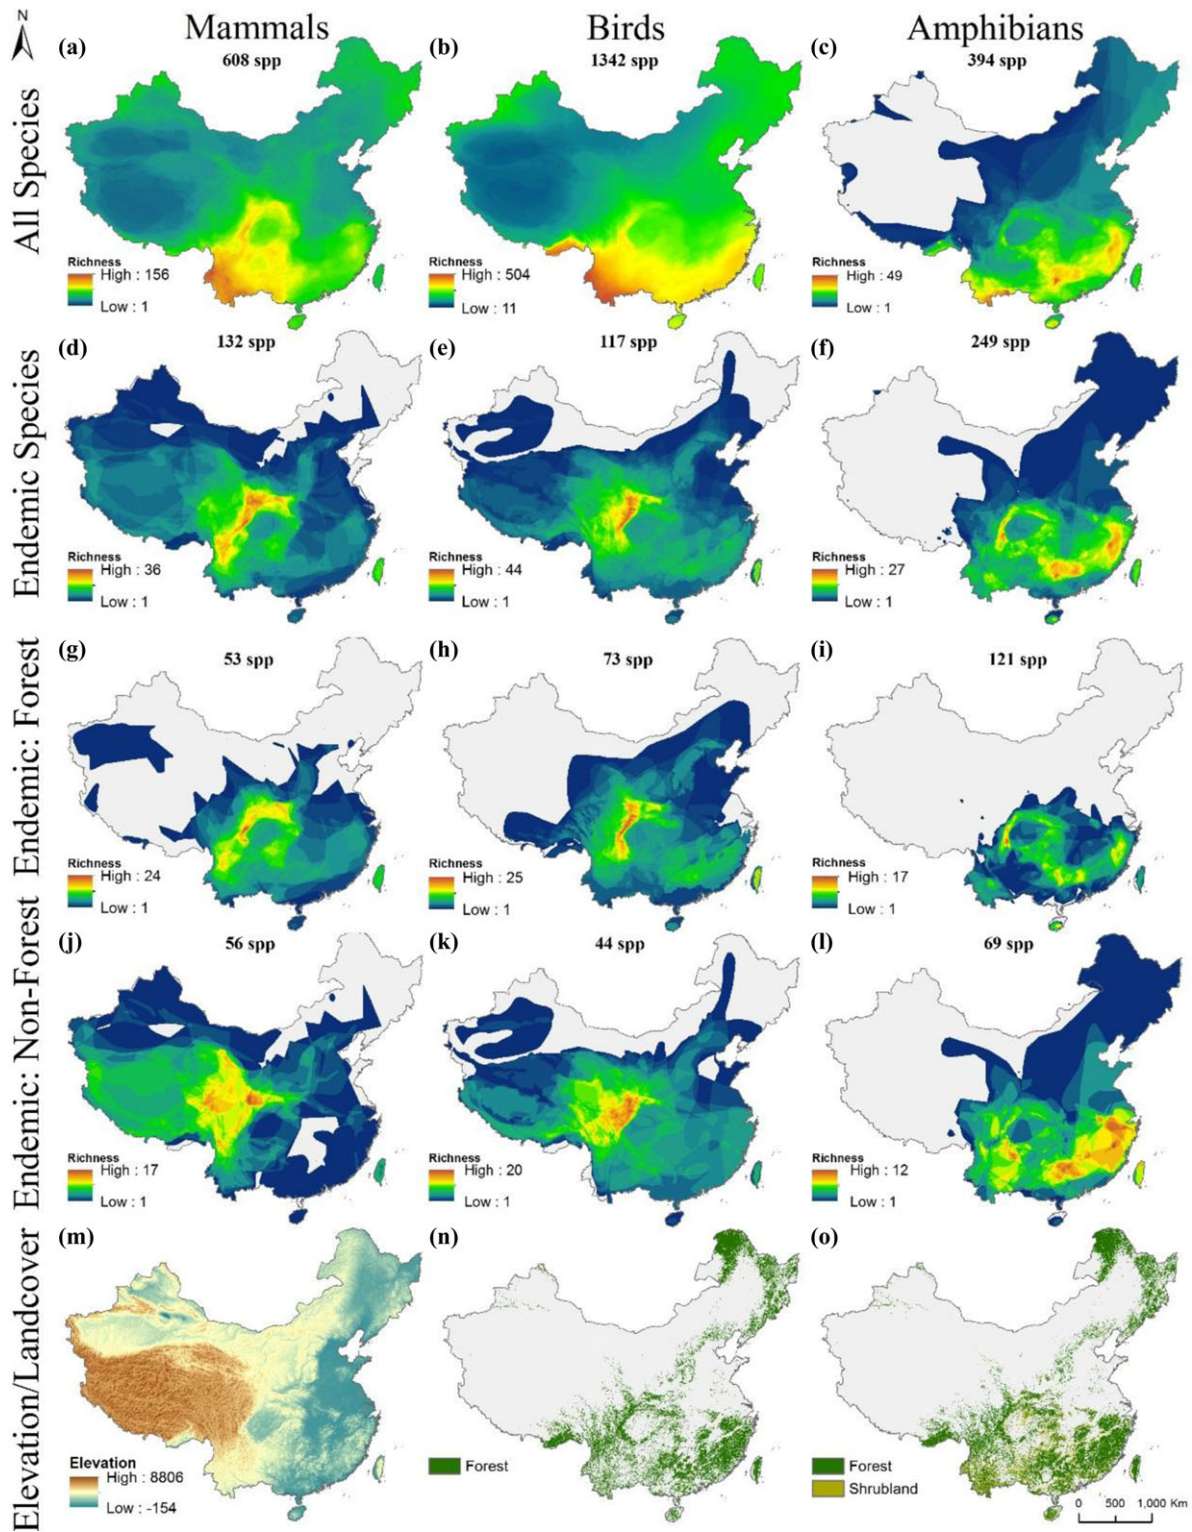 N
Mammals
Birds
Amphibians
All Species
(a)
608 spp
Richness
High : 156
Low : 1
(b)
1342 spp
Richness
High : 504
Low : 11
(c)
394 spp
Richness
High : 49
Low : 1
Endemic Species
(d)
132 spp
Richness
High : 36
Low : 1
(e)
117 spp
Richness
High : 44
Low : 1
(f)
249 spp
Richness
High : 27
Low : 1
Endemic: Forest
(g)
53 spp
Richness
High : 24
Low : 1
(h)
73 spp
Richness
High : 25
Low : 1
(i)
121 spp
Richness
High : 17
Low : 1
Endemic: Non-Forest
(j)
56 spp
Richness
High : 17
Low : 1
(k)
44 spp
Richness
High : 20
Low : 1
(l)
69 spp
Richness
High : 12
Low : 1
Elevation/Landcover
(m)
Elevation
High : 8806
Low : -154
(n)
Forest
(o)
Forest
Shrubland
0 500 1,000 Km